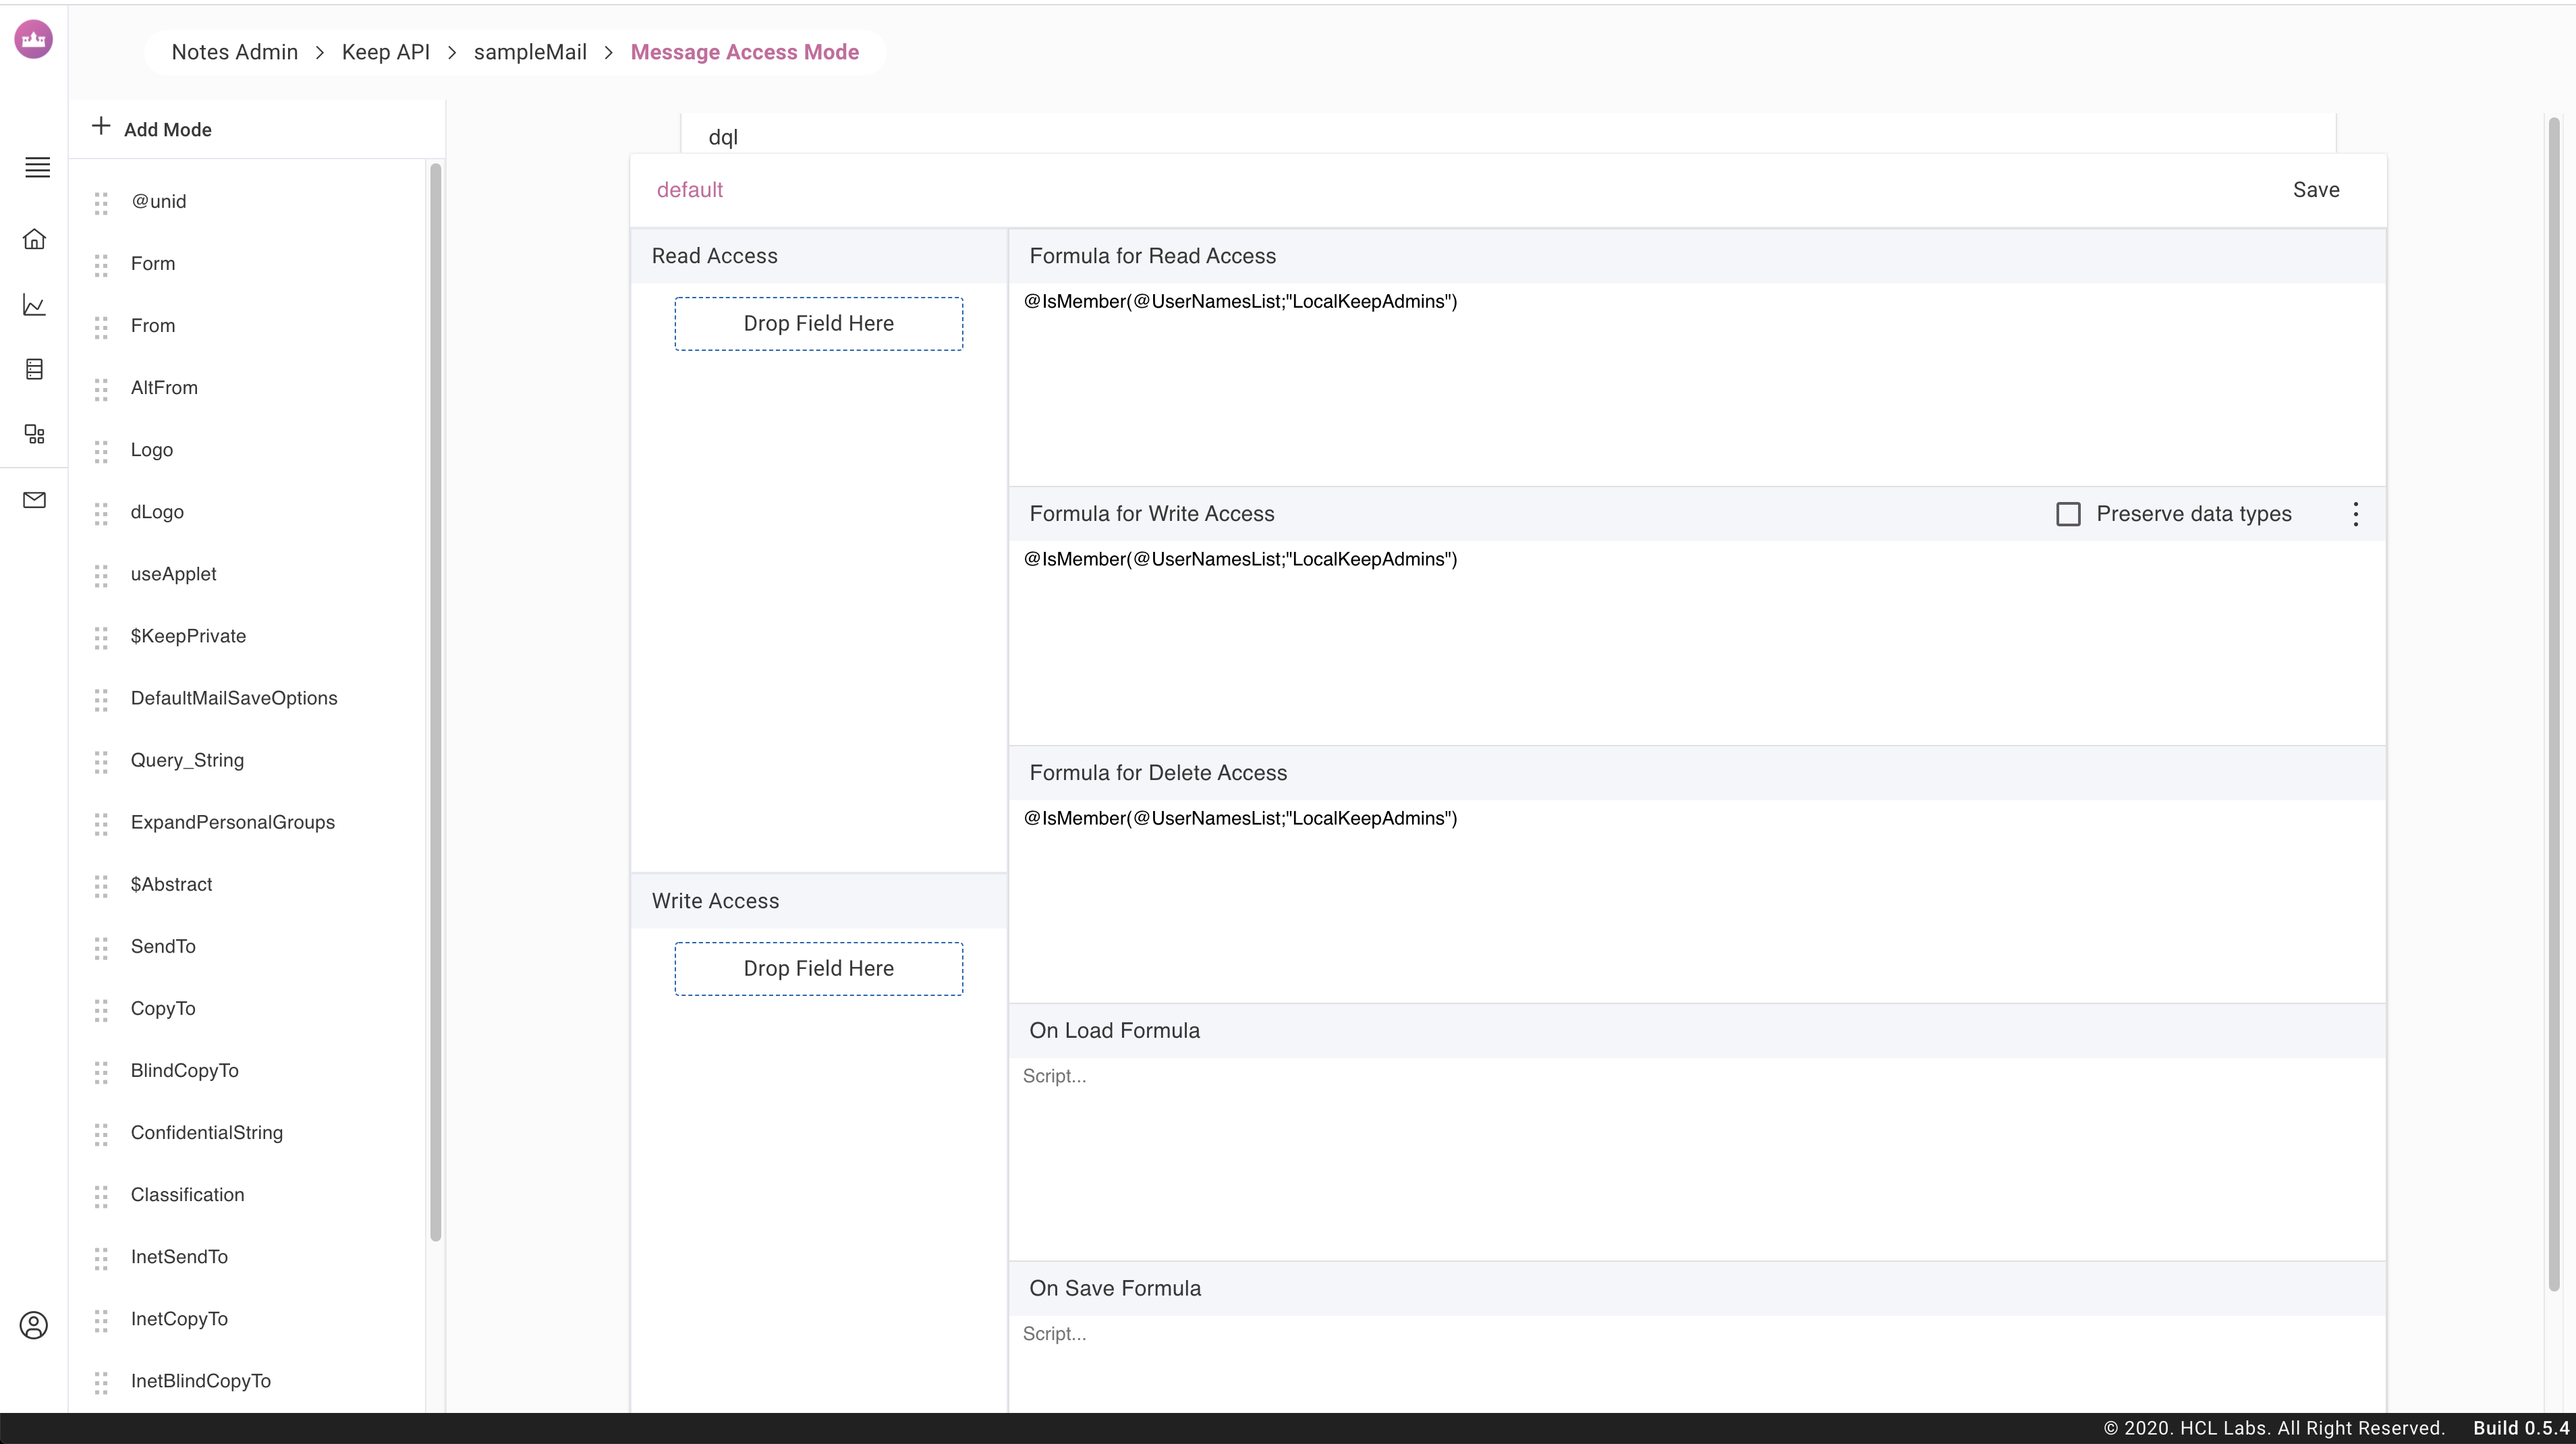 Notes Admin > Keep API > sampleMail > Message Access Mode
+ Add Mode
@unid
Form
From
AltFrom
Logo
dLogo
useApplet
$KeepPrivate
DefaultMailSaveOptions
Query_String
ExpandPersonalGroups
$Abstract
SendTo
CopyTo
BlindCopyTo
ConfidentialString
Classification
InetSendTo
InetCopyTo
InetBlindCopyTo
dql
default
Save
Read Access
Drop Field Here
Write Access
Drop Field Here
Formula for Read Access
@IsMember(@UserNamesList;"LocalKeepAdmins")
Formula for Write Access
Preserve data types
@IsMember(@UserNamesList;"LocalKeepAdmins")
Formula for Delete Access
@IsMember(@UserNamesList;"LocalKeepAdmins")
On Load Formula
Script...
On Save Formula
Script...
© 2020. HCL Labs. All Right Reserved. Build 0.5.4